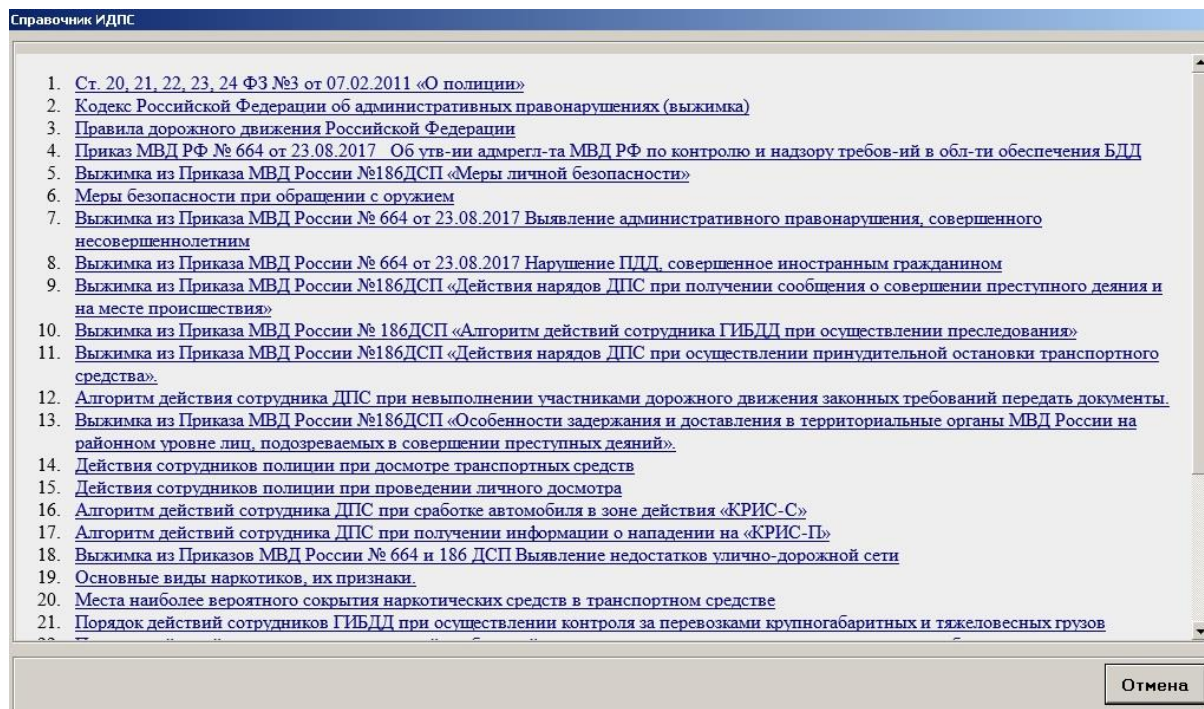 Справочник ИДПС
1. Ст. 20, 21, 22, 23, 24 ФЗ №3 от 07.02.2011 «О полиции»
2. Кодекс Российской Федерации об административных правонарушениях (выжимка)
3. Правила дорожного движения Российской Федерации
4. Приказ МВД РФ № 664 от 23.08.2017 Об утв-ии адмрегл-та МВД РФ по контролю и надзору требов-ий в обл-ти обеспечения БДД
5. Выжимка из Приказа МВД России №186ДСП «Меры личной безопасности»
6. Меры безопасности при обращении с оружием
7. Выжимка из Приказа МВД России № 664 от 23.08.2017 Выявление административного правонарушения, совершенного
несовершеннолетним
8. Выжимка из Приказа МВД России № 664 от 23.08.2017 Нарушение ПДД, совершенное иностранным гражданином
9. Выжимка из Приказа МВД России №186ДСП «Действия нарядов ДПС при получении сообщения о совершении преступного деяния и
на месте происшествия»
10. Выжимка из Приказа МВД России № 186ДСП «Алгоритм действий сотрудника ГИБДД при осуществлении преследования»
11. Выжимка из Приказа МВД России №186ДСП «Действия нарядов ДПС при осуществлении принудительной остановки транспортного
средства».
12. Алгоритм действия сотрудника ДПС при невыполнении участниками дорожного движения законных требований передать документы.
13. Выжимка из Приказа МВД России №186ДСП «Особенности задержания и доставления в территориальные органы МВД России на
районном уровне лиц, подозреваемых в совершении преступных деяний».
14. Действия сотрудников полиции при досмотре транспортных средств
15. Действия сотрудников полиции при проведении личного досмотра
16. Алгоритм действий сотрудника ДПС при сработке автомобиля в зоне действия «КРИС-С»
17. Алгоритм действий сотрудника ДПС при получении информации о нападении на «КРИС-П»
18. Выжимка из Приказов МВД России № 664 и 186 ДСП Выявление недостатков улично-дорожной сети
19. Основные виды наркотиков, их признаки.
20. Места наиболее вероятного сокрытия наркотических средств в транспортном средстве
21. Порядок действий сотрудников ГИБДД при осуществлении контроля за перевозками крупногабаритных и тяжеловесных грузов
Отмена